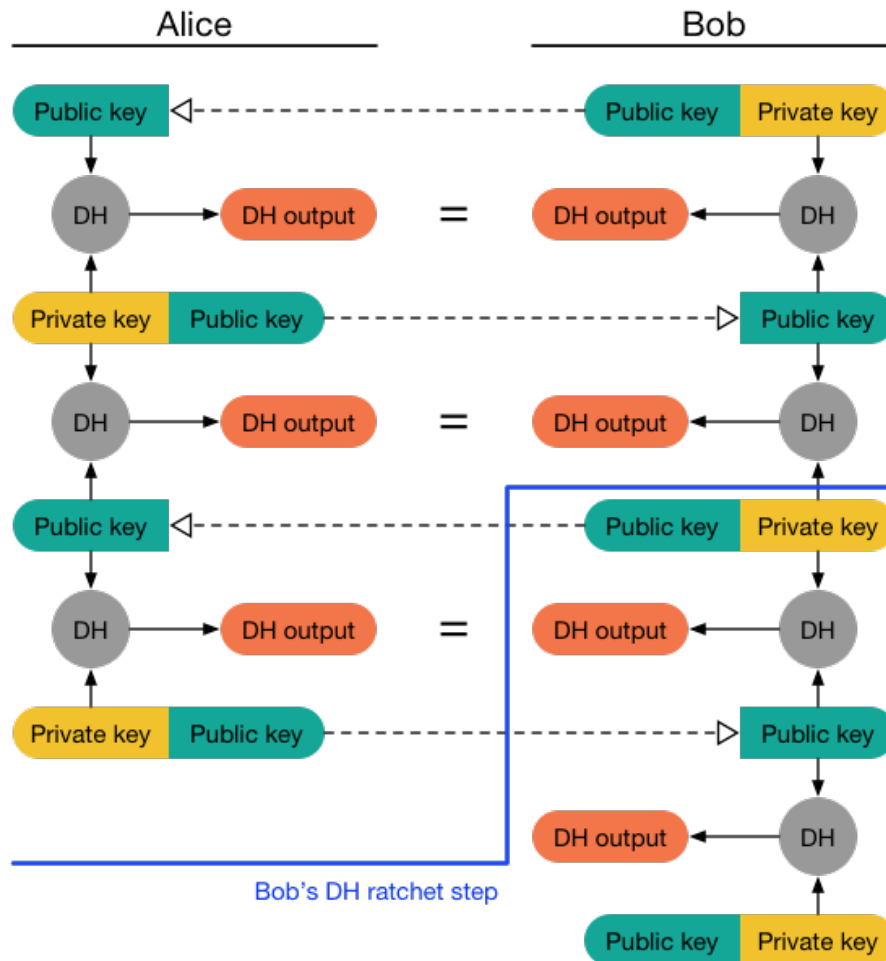 Alice Bob
Public key Public key Private key
DH DH output = DH output DH
Private key Public key Public key
DH DH output = DH output DH
Public key Public key Private key
DH DH output = DH output DH
Private key Public key Public key
DH output DH
Bob's DH ratchet step
Public key Private key